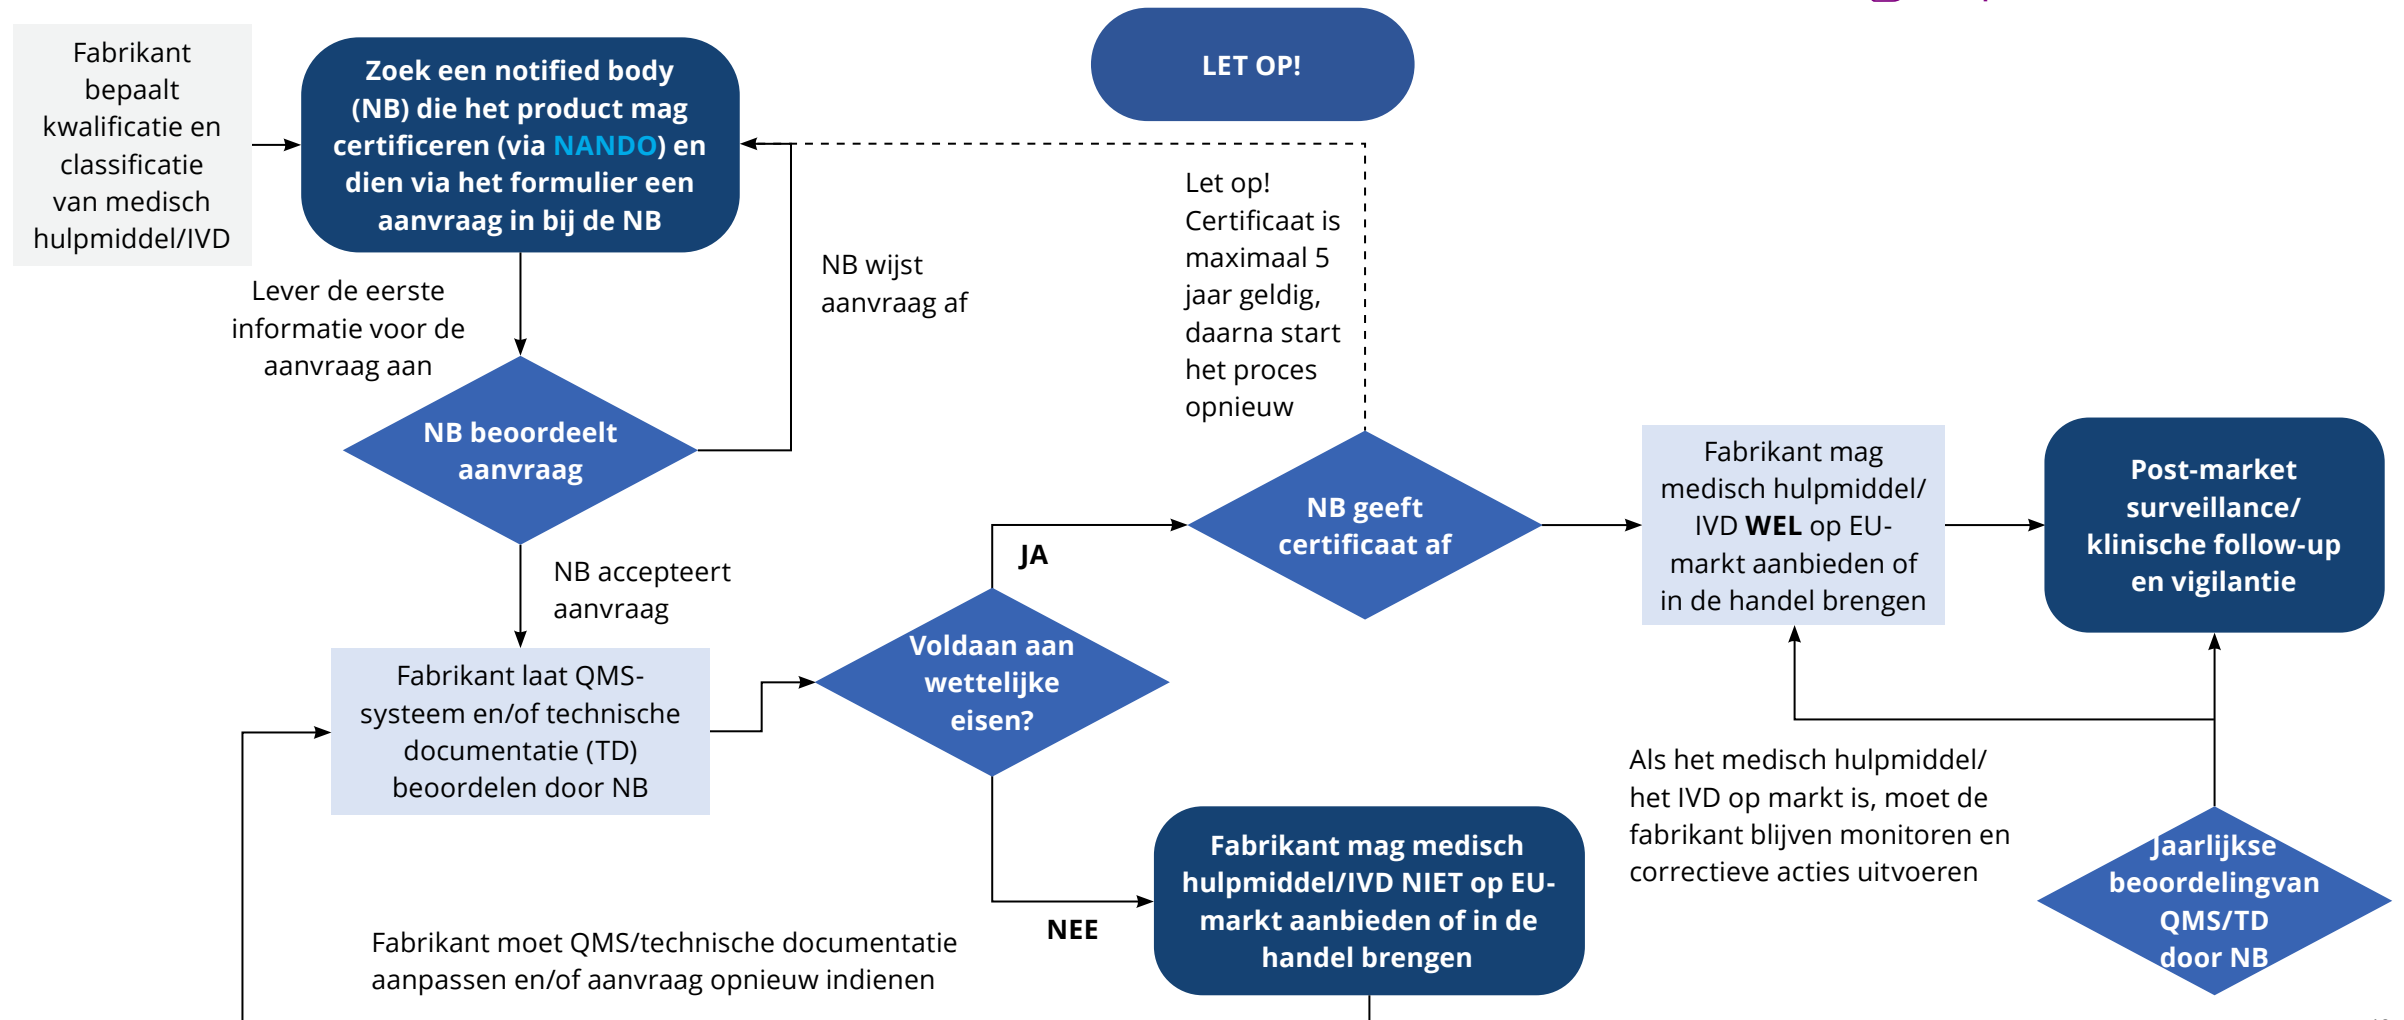 Fabrikant
bepaalt
kwalificatie en
classificatie
van medisch
hulpmiddel/IVD
Zoek een notified body
(NB) die het product mag
certificeren (via NANDO) en
dien via het formulier een
aanvraag in bij de NB
LET OP!
Let op!
Certificaat is
maximaal 5
jaar geldig,
daarna start
het proces
opnieuw
NB wijst
aanvraag af
Lever de eerste
informatie voor de
aanvraag aan
NB beoordeelt
aanvraag
NB accepteert
aanvraag
Fabrikant laat QMS-
systeem en/of technische
documentatie (TD)
beoordelen door NB
Voldaan aan
wettelijke
eisen?
JA
NB geeft
certificaat af
Fabrikant mag
medisch hulpmiddel/
IVD WEL op EU-
markt aanbieden of
in de handel brengen
Post-market
surveillance/
klinische follow-up
en vigilantie
Als het medisch hulpmiddel/
het IVD op markt is, moet de
fabrikant blijven monitoren en
correctieve acties uitvoeren
Jaarlijkse
beoordelingvan
QMS/TD
door NB
NEE
Fabrikant mag medisch
hulpmiddel/IVD NIET op EU-
markt aanbieden of in de
handel brengen
Fabrikant moet QMS/technische documentatie
aanpassen en/of aanvraag opnieuw indienen